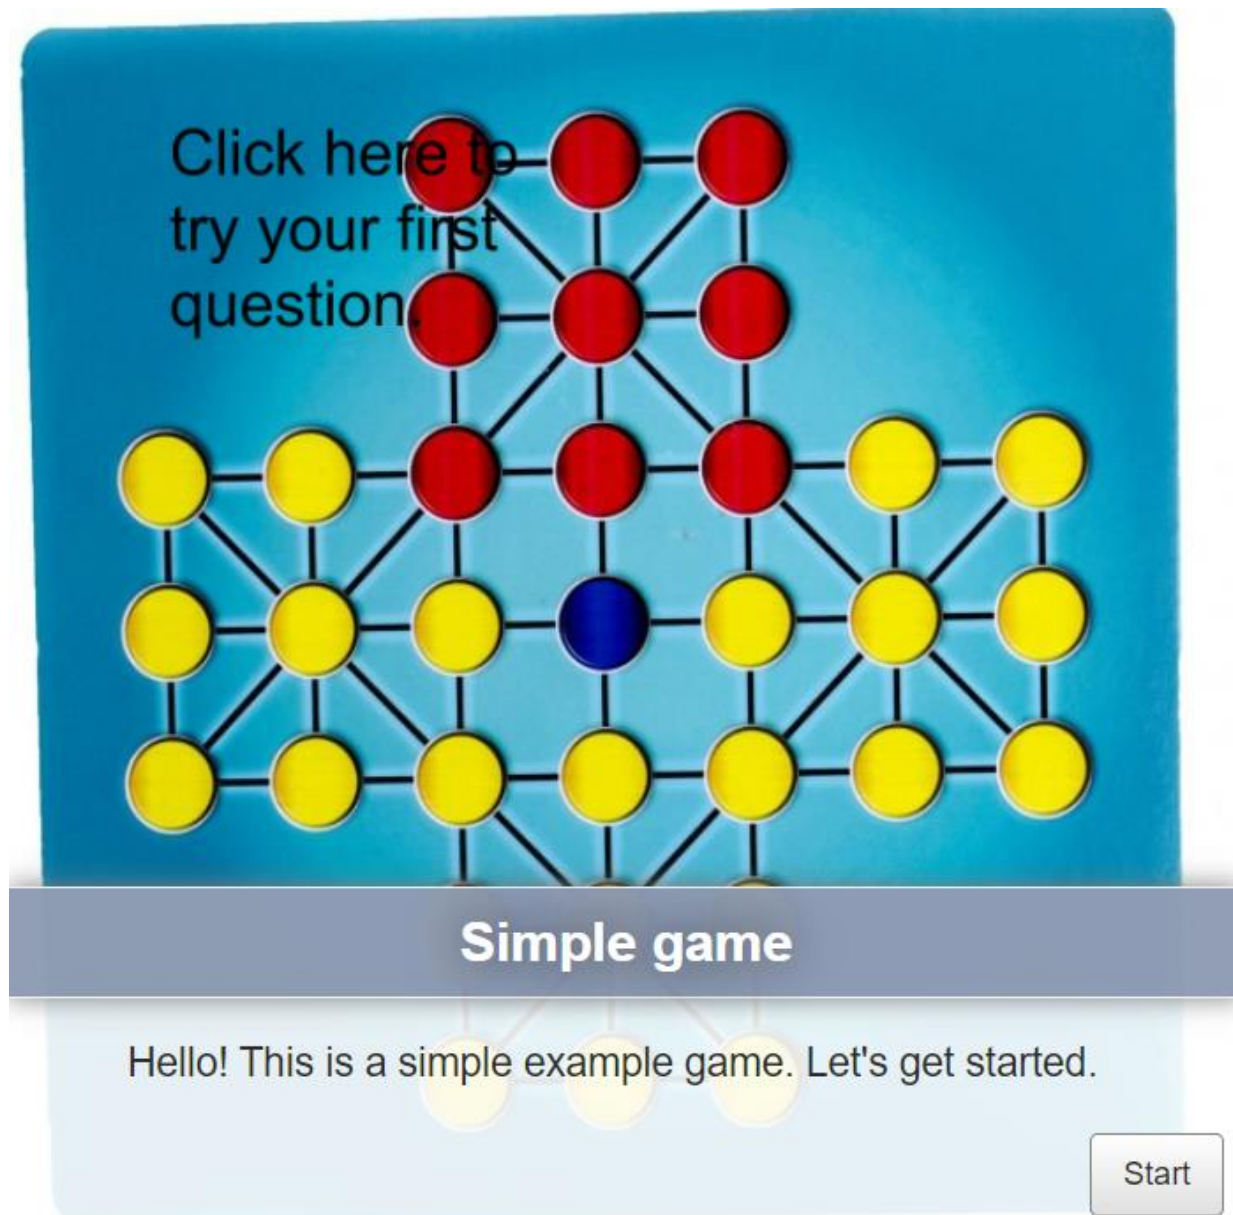 Click here to
try your first
question.
Simple game
Hello! This is a simple example game. Let's get started.
Start